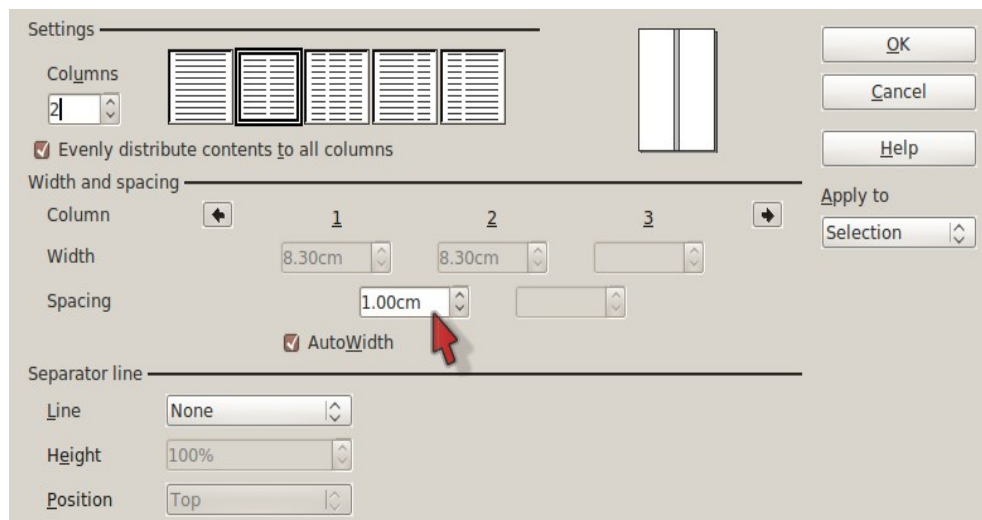 Settings
OK
Columns
Cancel
2
Evenly distribute contents to all columns
Help
Width and spacing
Apply to
Column 1 2 3
Selection
Width 8.30cm 8.30cm
Spacing 1.00cm
AutoWidth
Separator line
Line None
Height 100%
Position Top